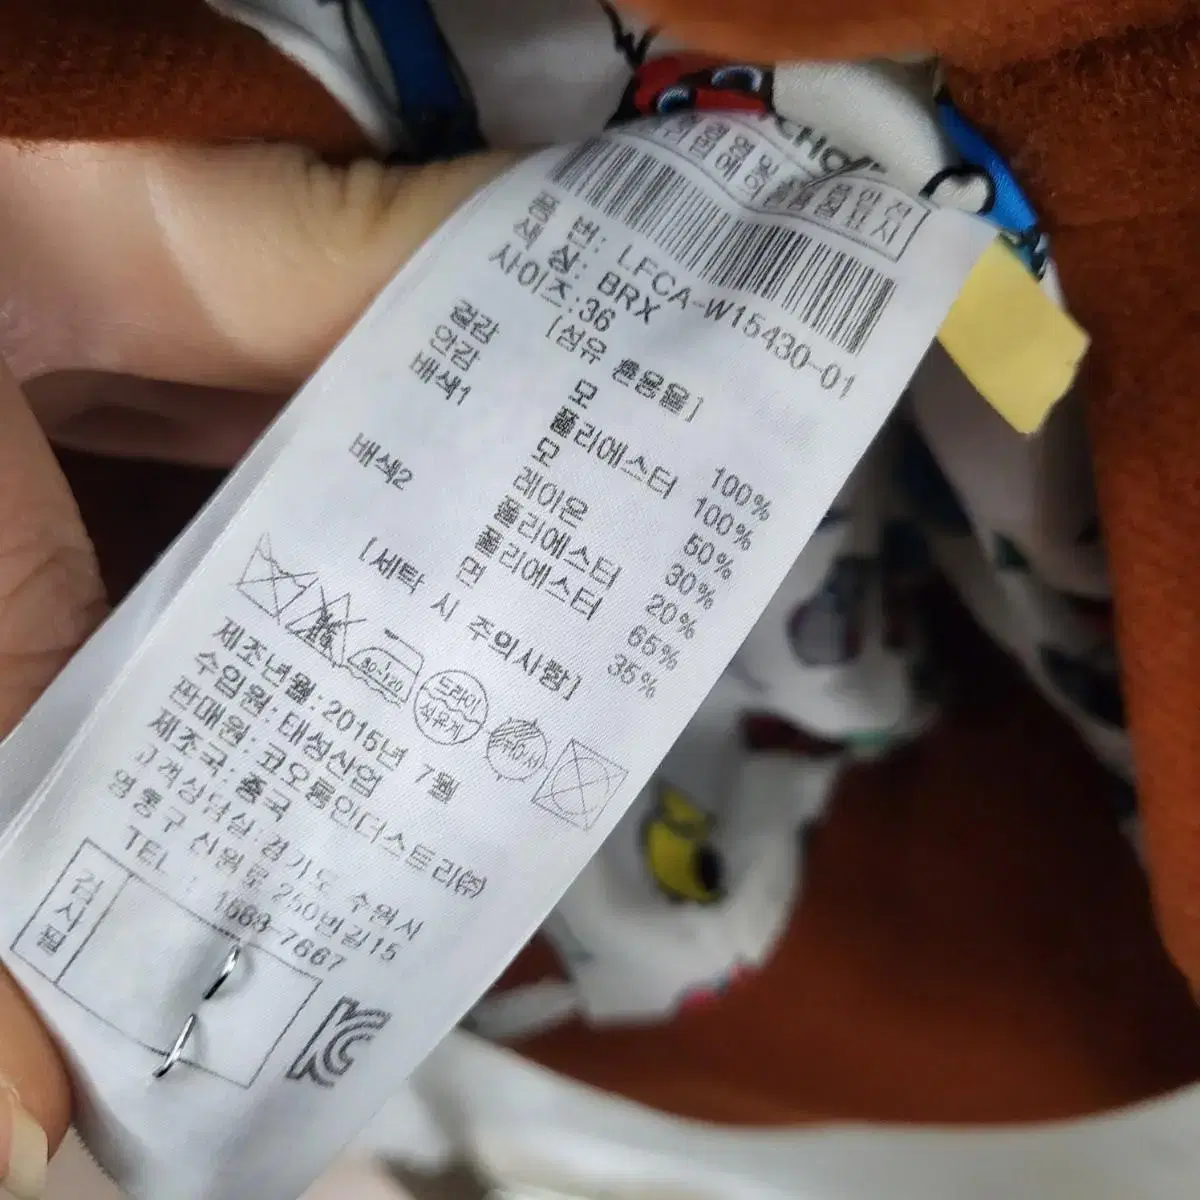 품 번: LFCA-W15430-01
색 상: BRX
사이즈:36
[섬유 혼용율]
겉감 모 100%
안감 폴리에스터 100%
배색1 모 50%
레이온 30%
폴리에스터 20%
배색2 폴리에스터 65%
면 35%
[세탁 시 주의사항]
80-120
드라이
석유계
제조년월: 2015년 7월
수입원: 태성산업
판매원: 코오롱인더스트리㈜
제조국: 중국
고객상담실: 경기도 수원시
영통구 신원로 250번길15
TEL : 1588-7667
검사필
KC